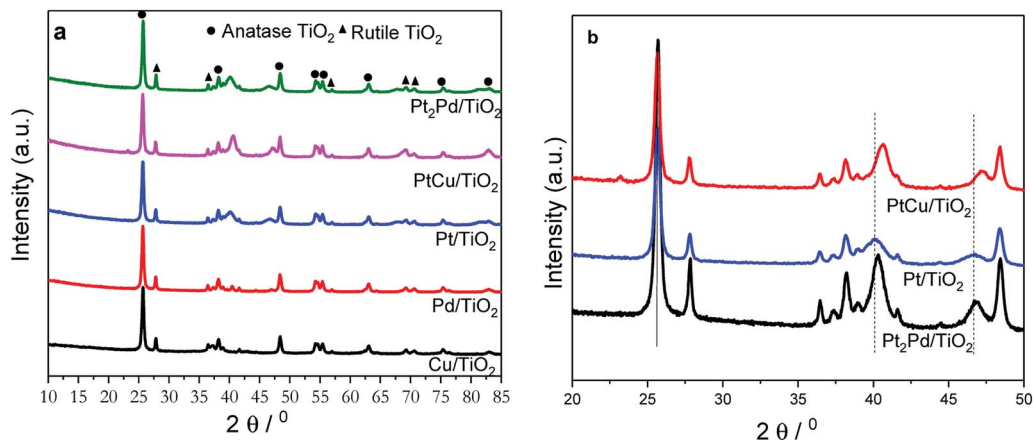 a
● Anatase TiO₂ ▲ Rutile TiO₂
Pt₂Pd/TiO₂
PtCu/TiO₂
Pt/TiO₂
Pd/TiO₂
Cu/TiO₂
Intensity (a.u.)
10 15 20 25 30 35 40 45 50 55 60 65 70 75 80 85
2 θ / ⁰
b
PtCu/TiO₂
Pt/TiO₂
Pt₂Pd/TiO₂
Intensity (a.u.)
20 25 30 35 40 45 50
2 θ / ⁰